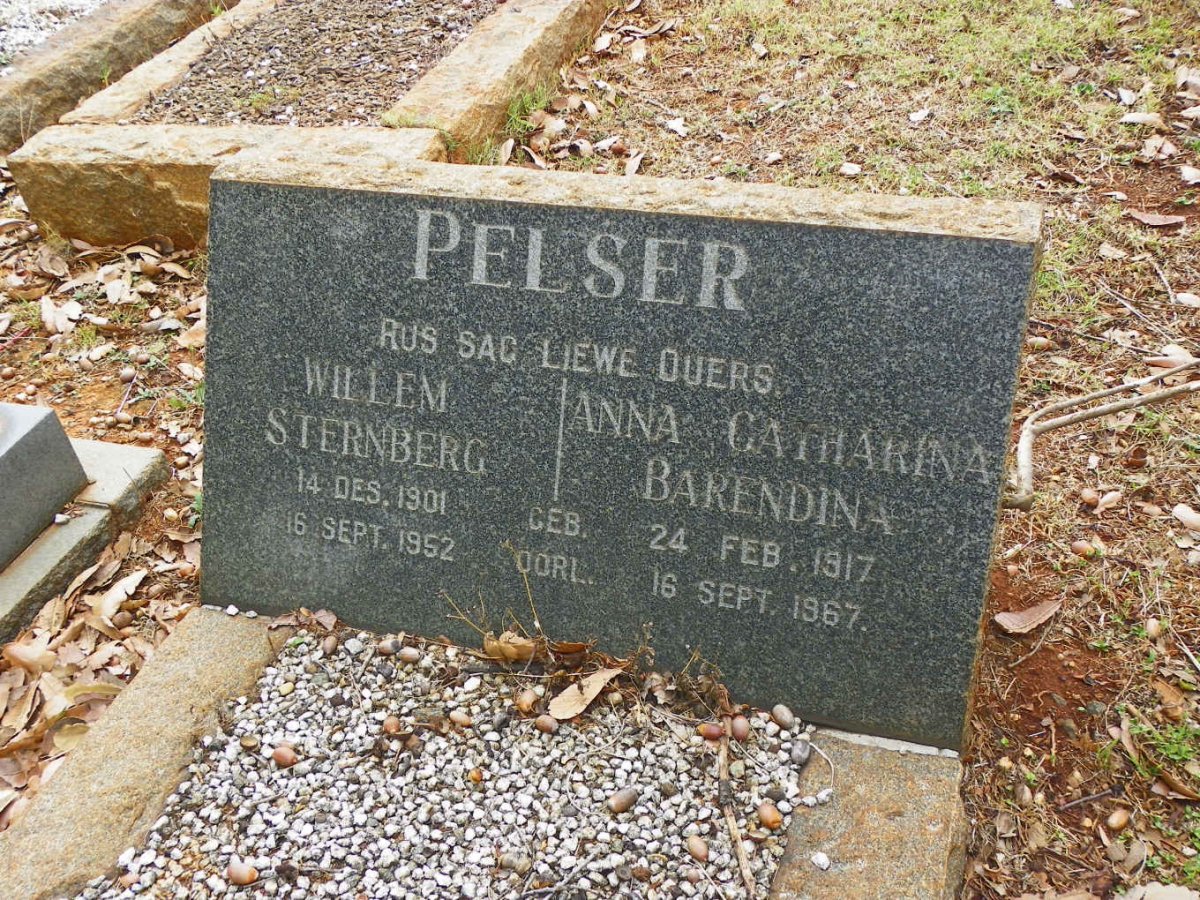 PELSER
RUS SAG LIEWE OUERS
WILLEM
STERNBERG
14 DES. 1901
16 SEPT. 1952
ANNA CATHARINA
BARENDINA
GEB. 24 FEB. 1917
OORL. 16 SEPT. 1967.